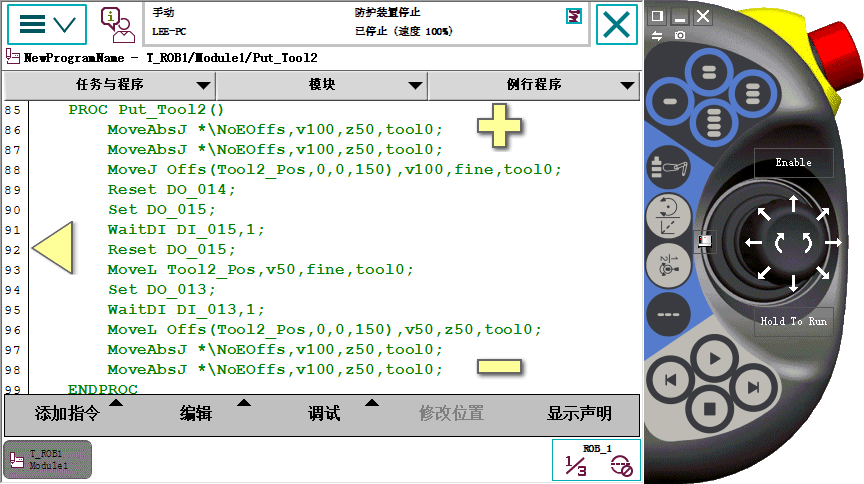 手动
防护装置停止
LEE-PC
已停止 (速度 100%)
NewProgramName - T_ROB1/Module1/Put_Tool2
任务与程序
模块
例行程序
85 PROC Put_Tool2()
86 MoveAbsJ *\NoEOffs,v100,z50,tool0;
87 MoveAbsJ *\NoEOffs,v100,z50,tool0;
88 MoveJ Offs(Tool2_Pos,0,0,150),v100,fine,tool0;
89 Reset DO_014;
90 Set DO_015;
91 WaitDI DI_015,1;
92 Reset DO_015;
93 MoveL Tool2_Pos,v50,fine,tool0;
94 Set DO_013;
95 WaitDI DI_013,1;
96 MoveL Offs(Tool2_Pos,0,0,150),v50,z50,tool0;
97 MoveAbsJ *\NoEOffs,v100,z50,tool0;
98 MoveAbsJ *\NoEOffs,v100,z50,tool0;
99 ENDPROC
添加指令
编辑
调试
修改位置
显示声明
T_ROB1
Module1
ROB_1
1/3
Enable
Hold To Run